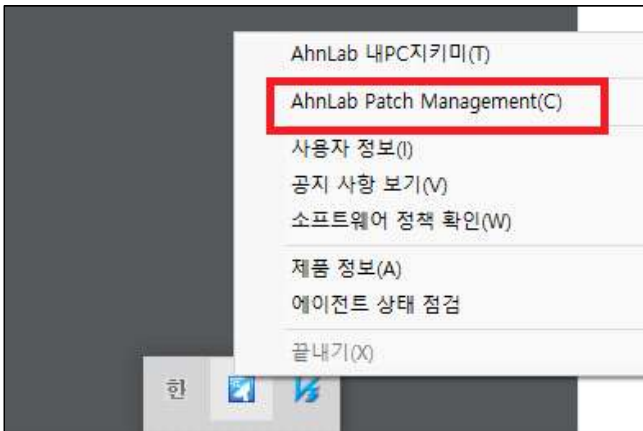 AhnLab 내PC지키미(T)
AhnLab Patch Management(C)
사용자 정보(I)
공지 사항 보기(V)
소프트웨어 정책 확인(W)
제품 정보(A)
에이전트 상태 점검
끝내기(X)
한